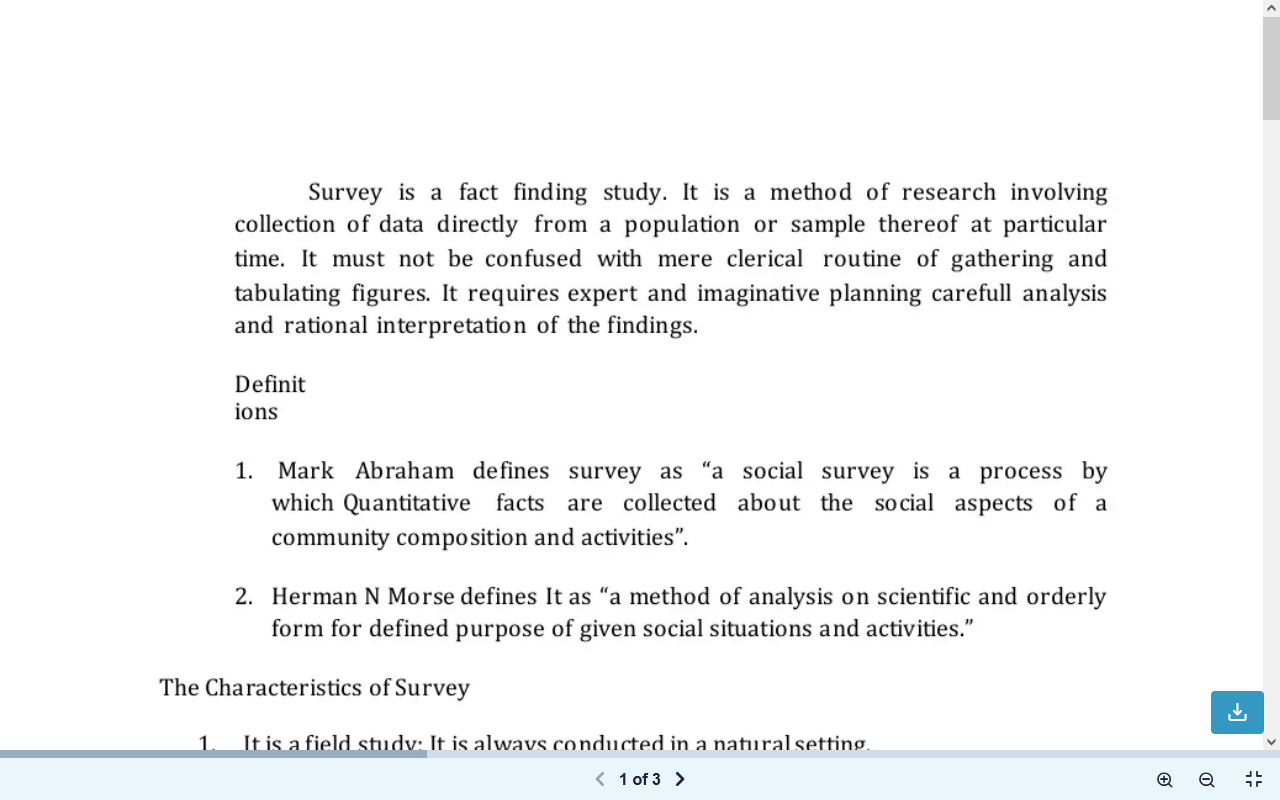 Survey is a fact finding study. It is a method of research involving
collection of data directly from a population or sample thereof at particular
time. It must not be confused with mere clerical routine of gathering and
tabulating figures. It requires expert and imaginative planning carefull analysis
and rational interpretation of the findings.
Definit
ions
1. Mark Abraham defines survey as “a social survey is a process by
which Quantitative facts are collected about the social aspects of a
community composition and activities”.
2. Herman N Morse defines It as “a method of analysis on scientific and orderly
form for defined purpose of given social situations and activities.”
The Characteristics of Survey
1. It is a field study: It is always conducted in a natural setting.
1 of 3